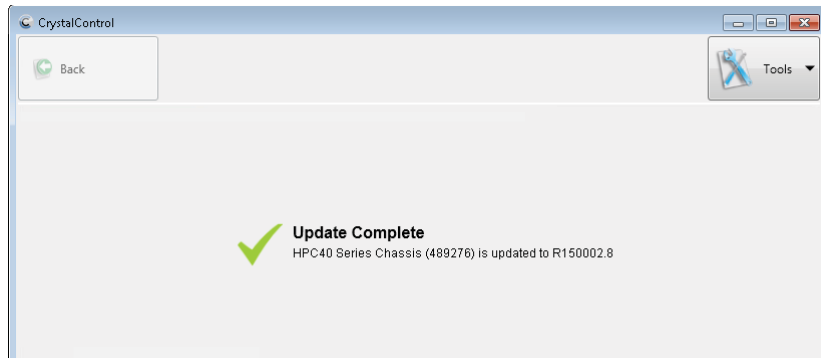 CrystalControl
Back
Tools
Update Complete
HPC40 Series Chassis (489276) is updated to R150002.8